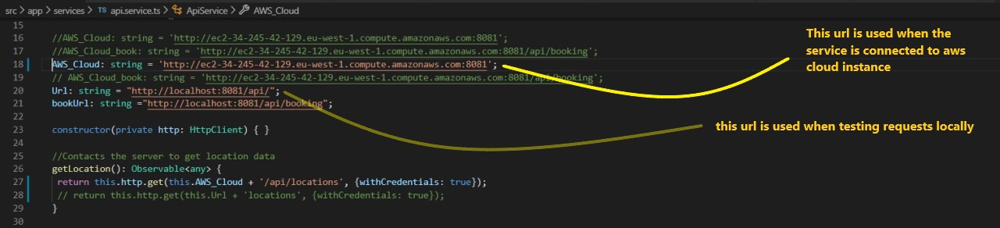 src > app > services > TS api.service.ts > ApiService > AWS_Cloud
15
16 //AWS_Cloud: string = 'http://ec2-34-245-42-129.eu-west-1.compute.amazonaws.com:8081';
17 //AWS_Cloud_book: string = 'http://ec2-34-245-42-129.eu-west-1.compute.amazonaws.com:8081/api/booking';
18 AWS_Cloud: string = 'http://ec2-34-245-42-129.eu-west-1.compute.amazonaws.com:8081';
19 // AWS_Cloud_book: string = 'http://ec2-34-245-42-129.eu-west-1.compute.amazonaws.com:8081/api/booking';
20 Url: string = "http://localhost:8081/api/";
21 bookUrl: string ="http://localhost:8081/api/booking";
22
23 constructor(private http: HttpClient) { }
24
25 //Contacts the server to get location data
26 getLocation(): Observable<any> {
27 return this.http.get(this.AWS_Cloud + '/api/locations', {withCredentials: true});
28 // return this.http.get(this.Url + 'locations', {withCredentials: true});
29 }
30
This url is used when the
service is connected to aws
cloud instance
this url is used when testing requests locally